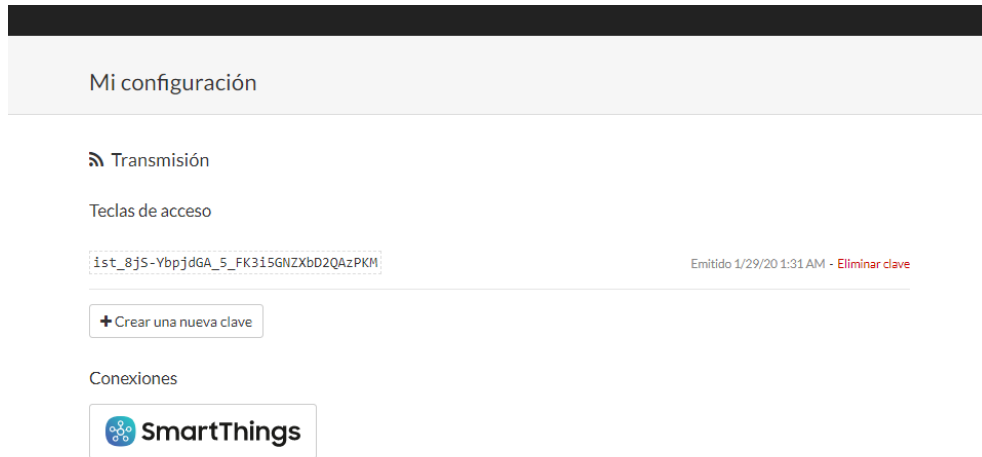 Mi configuración
Transmisión
Teclas de acceso
ist_8jS-YbpjdGA_5_FK3i5GNZXbD2QAzPKM
Emitido 1/29/20 1:31 AM - Eliminar clave
+ Crear una nueva clave
Conexiones
SmartThings